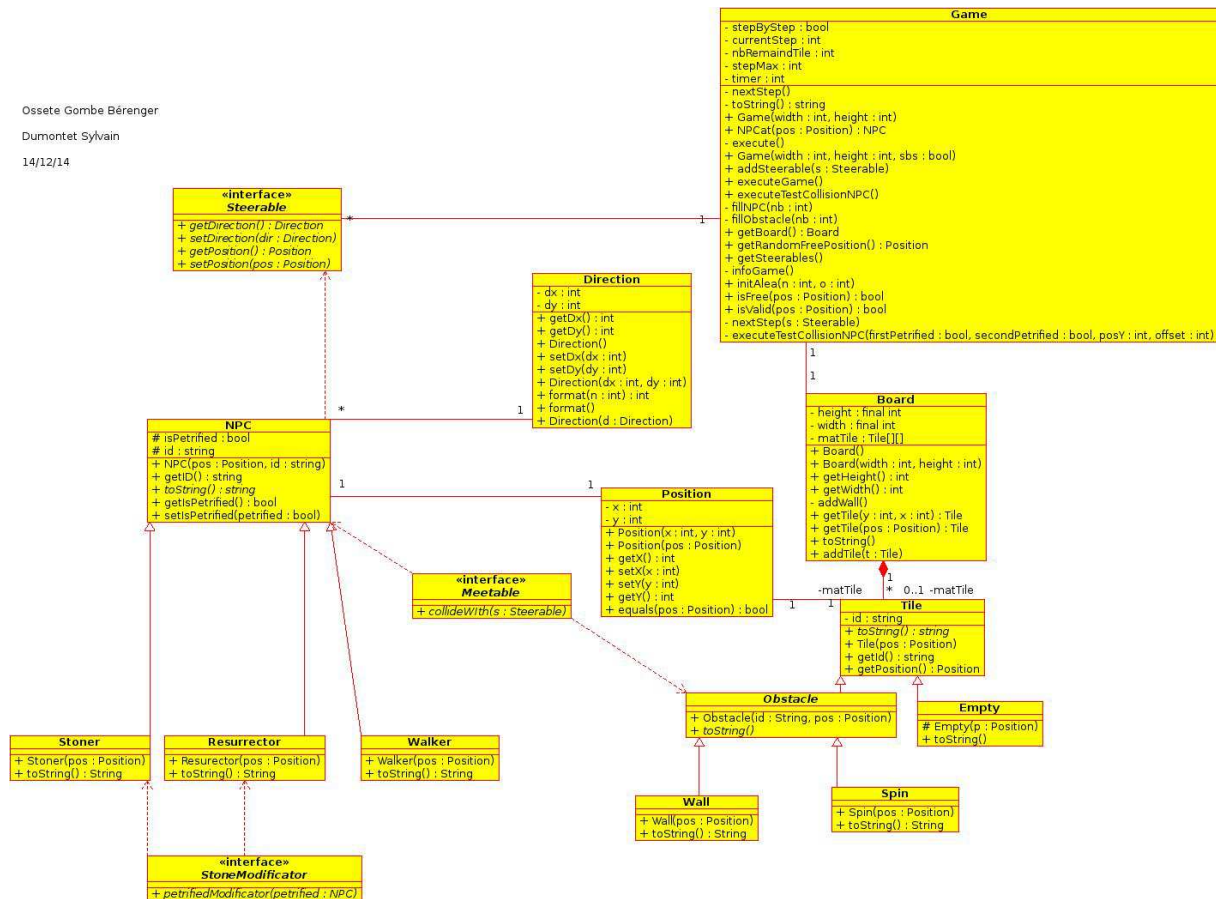 Ossete Gombe Bérenger
Dumontet Sylvain
14/12/14
Game
- stepByStep : bool
- currentStep : int
- nbRemaindTile : int
- stepMax : int
- timer : int
- nextStep()
- toString() : string
+ Game(width : int, height : int)
+ NPCat(pos : Position) : NPC
- execute()
+ Game(width : int, height : int, sbs : bool)
+ addSteerable(s : Steerable)
+ executeGame()
+ executeTestCollisionNPC()
- fillNPC(nb : int)
- fillObstacle(nb : int)
+ getBoard() : Board
+ getRandomFreePosition() : Position
+ getSteerables()
- infoGame()
+ initAlea(n : int, o : int)
+ isFree(pos : Position) : bool
+ isValid(pos : Position) : bool
- nextStep(s : Steerable)
- executeTestCollisionNPC(firstPetrified : bool, secondPetrified : bool, posY : int, offset : int)
«interface»
Steerable
+ getDirection() : Direction
+ setDirection(dir : Direction)
+ getPosition() : Position
+ setPosition(pos : Position)
*
1
Direction
- dx : int
- dy : int
+ getDx() : int
+ getDy() : int
+ Direction()
+ setDx(dx : int)
+ setDy(dy : int)
+ Direction(dx : int, dy : int)
+ format(n : int) : int
+ format()
+ Direction(d : Direction)
1
1
Board
- height : final int
- width : final int
- matTile : Tile[][]
+ Board()
+ Board(width : int, height : int)
+ getHeight() : int
+ getWidth() : int
- addWall()
+ getTile(y : int, x : int) : Tile
+ getTile(pos : Position) : Tile
+ toString()
+ addTile(t : Tile)
*
1
NPC
# isPetrified : bool
# id : string
+ NPC(pos : Position, id : string)
+ getID() : string
+ toString() : string
+ getIsPetrified() : bool
+ setIsPetrified(petrified : bool)
1
1
Position
- x : int
- y : int
+ Position(x : int, y : int)
+ Position(pos : Position)
+ getX() : int
+ setX(x : int)
+ setY(y : int)
+ getY() : int
+ equals(pos : Position) : bool
«interface»
Meetable
+ collideWIth(s : Steerable)
1
-matTile
* 0..1 -matTile
1
1
Tile
- id : string
+ toString() : string
+ Tile(pos : Position)
+ getId() : string
+ getPosition() : Position
Obstacle
+ Obstacle(id : String, pos : Position)
+ toString()
Empty
# Empty(p : Position)
+ toString()
Stoner
+ Stoner(pos : Position)
+ toString() : String
Resurrector
+ Resurector(pos : Position)
+ toString() : String
Walker
+ Walker(pos : Position)
+ toString() : String
Wall
+ Wall(pos : Position)
+ toString() : String
Spin
+ Spin(pos : Position)
+ toString() : String
«interface»
StoneModificator
+ petrifiedModificator(petrified : NPC)